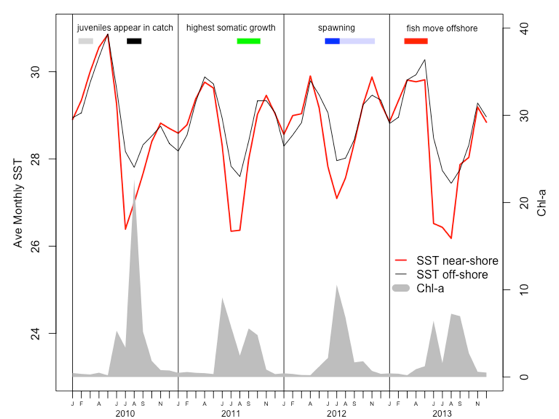 juveniles appear in catch highest somatic growth spawning fish move offshore
Ave Monthly SST
30
28
26
24
Chl-a
40
30
20
10
0
SST near-shore
SST off-shore
Chl-a
J F A J J A S N J F A J J A S N J F A J J A S N J F A J J A S N
2010 2011 2012 2013